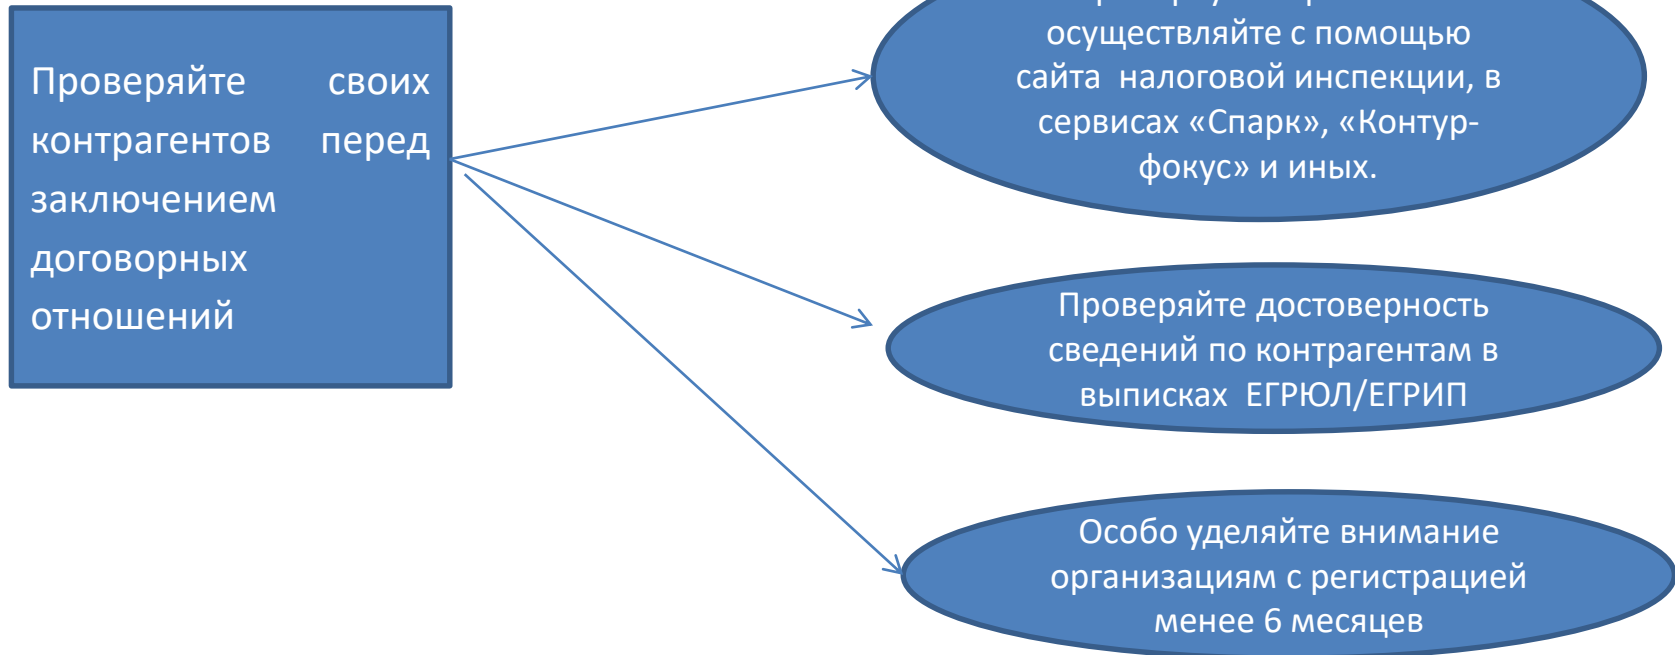 Проверяйте своих
контрагентов перед
заключением
договорных
отношений
осуществляйте с помощью
сайта налоговой инспекции, в
сервисах «Спарк», «Контур-
фокус» и иных.
Проверяйте достоверность
сведений по контрагентам в
выписках ЕГРЮЛ/ЕГРИП
Особо уделяйте внимание
организациям с регистрацией
менее 6 месяцев